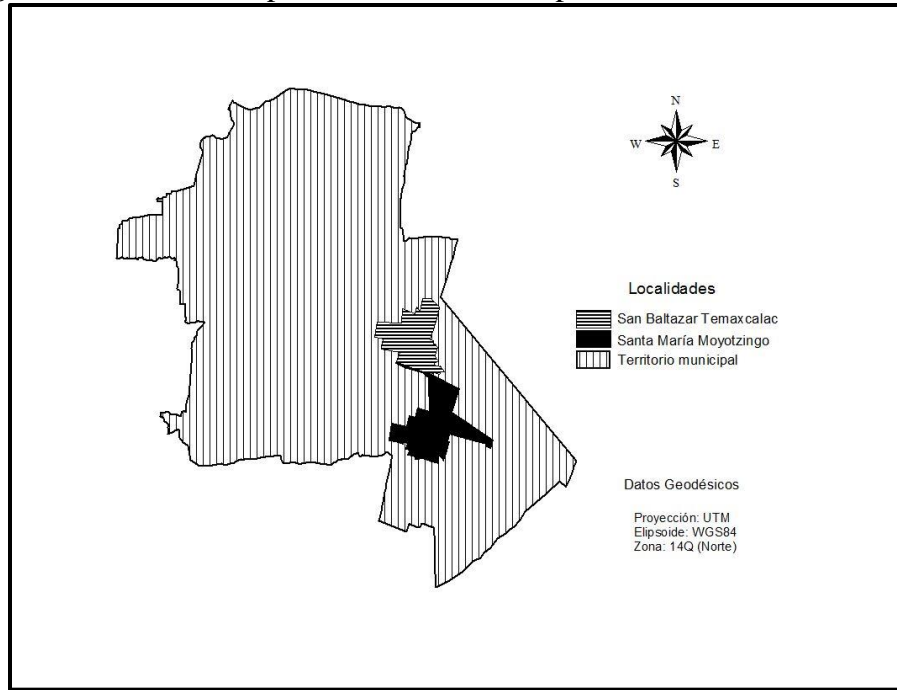 N
W E
S
Localidades
San Baltazar Temaxcalac
Santa María Moyotzingo
Territorio municipal
Datos Geodésicos
Proyección: UTM
Elipsoide: WGS84
Zona: 14Q (Norte)